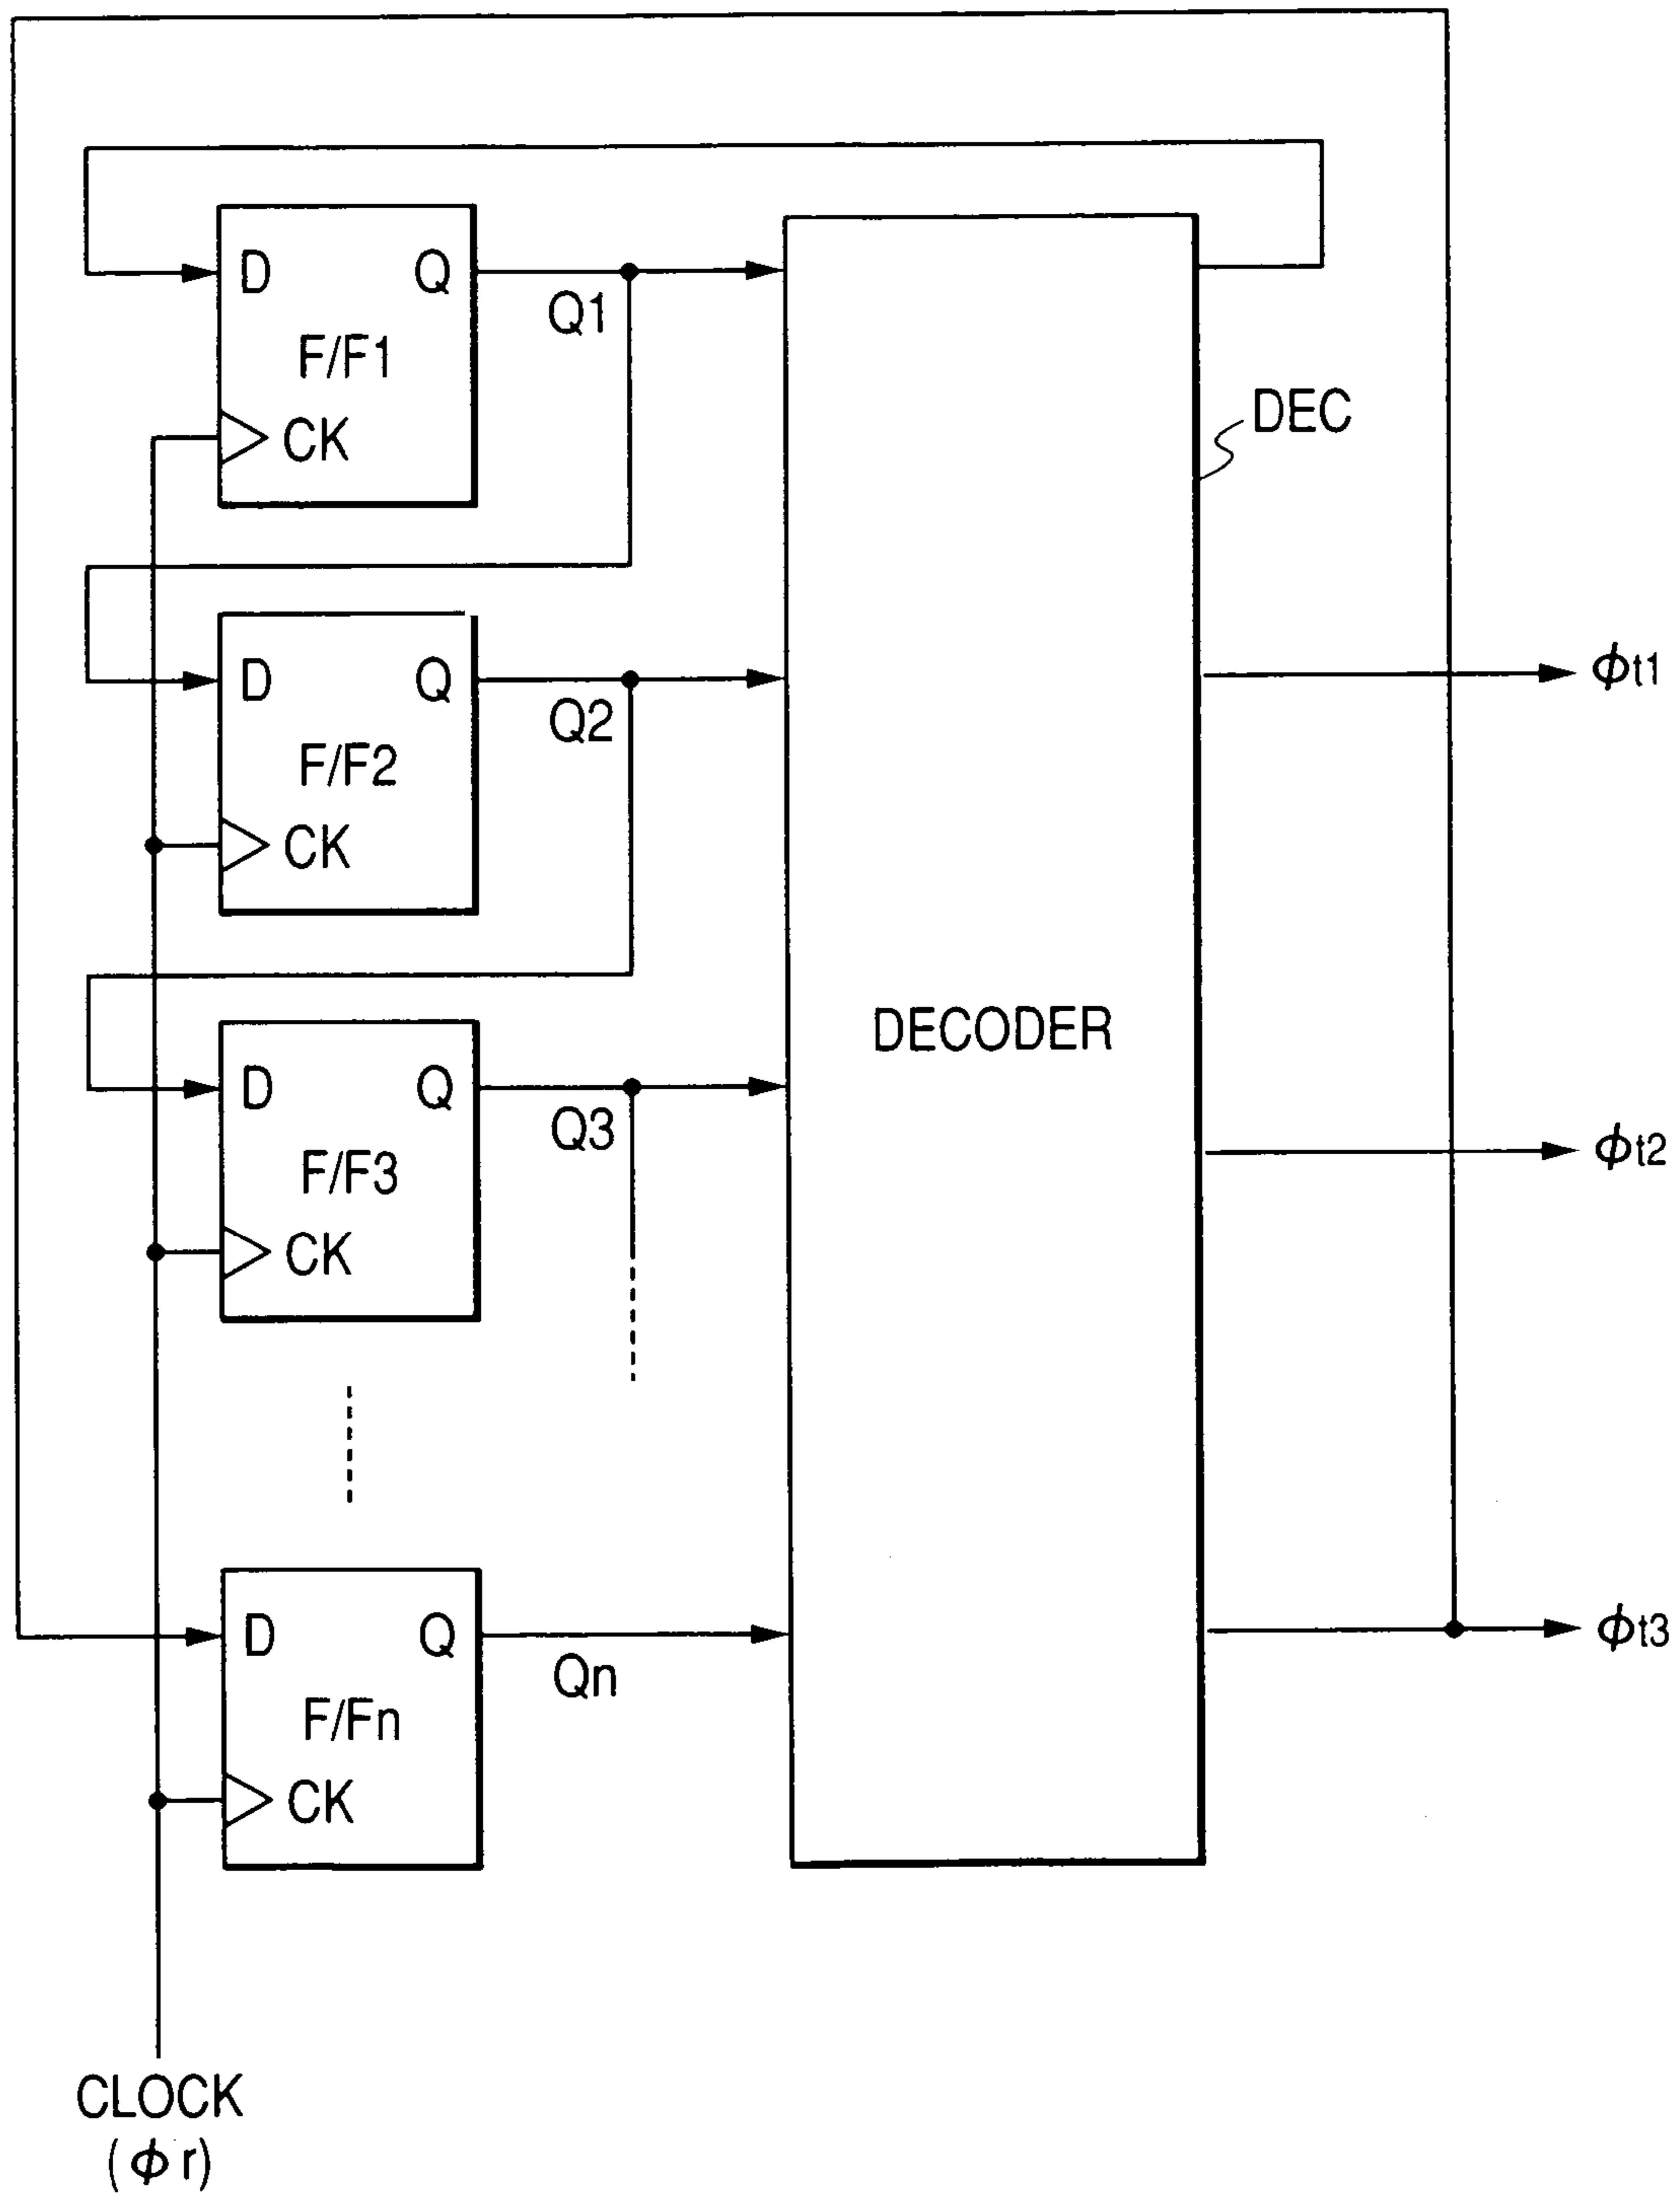 D Q
Q1
F/F1
CK
DEC
D Q
Q2
F/F2
CK
ϕt1
DECODER
D Q
Q3
F/F3
CK
ϕt2
D Q
Qn
F/Fn
CK
ϕt3
CLOCK
(ϕr)